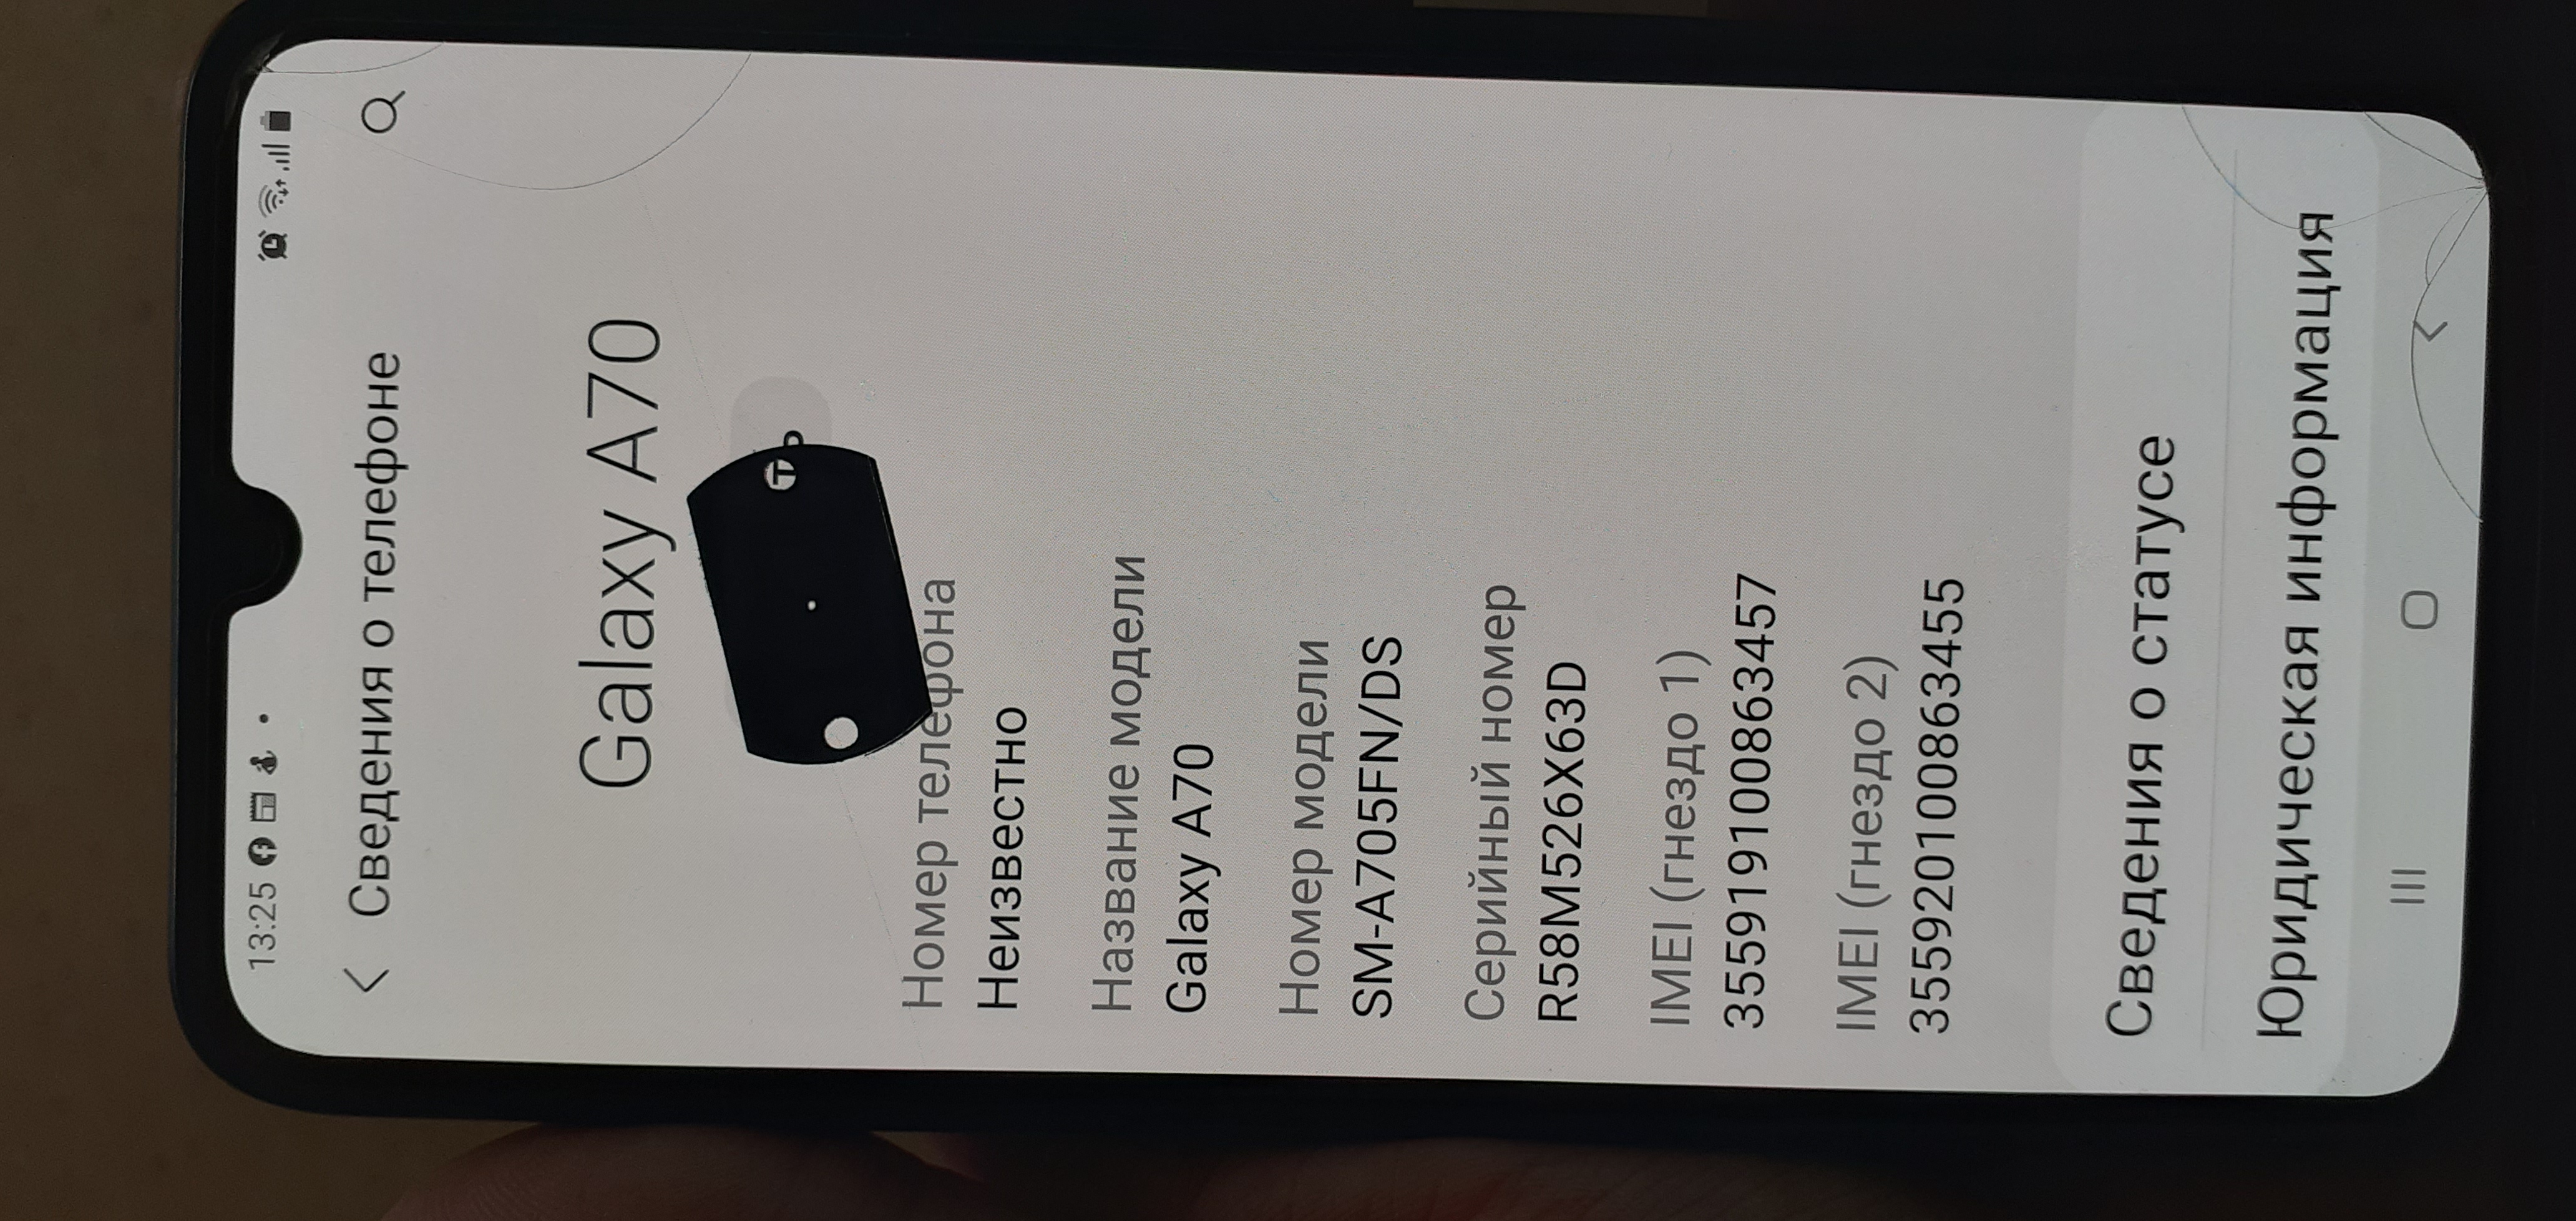 13:25
Сведения о телефоне
Galaxy A70
Номер телефона
Неизвестно
Название модели
Galaxy A70
Номер модели
SM-A705FN/DS
Серийный номер
R58M526X63D
IMEI (гнездо 1)
355919100863457
IMEI (гнездо 2)
355920100863455
Сведения о статусе
Юридическая информация